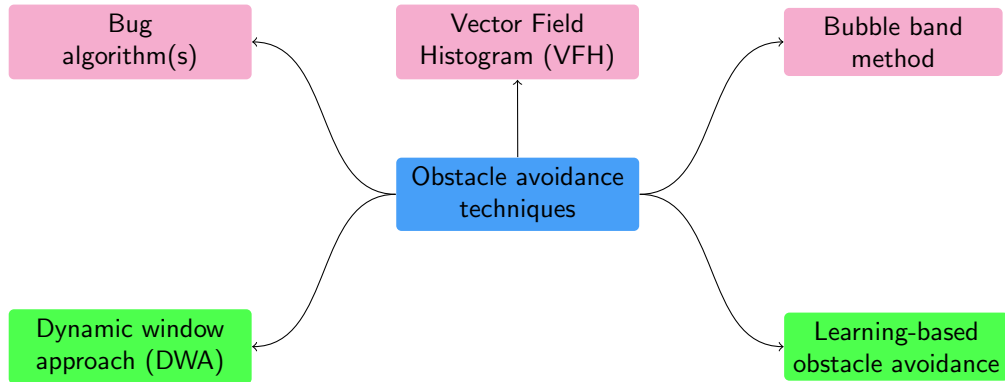 Bug
algorithm(s)
Vector Field
Histogram (VFH)
Bubble band
method
Obstacle avoidance
techniques
Dynamic window
approach (DWA)
Learning-based
obstacle avoidance